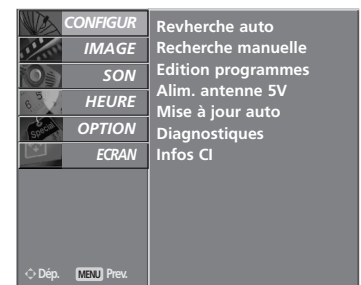 CONFIGUR
IMAGE
SON
HEURE
OPTION
ECRAN
Revherche auto
Recherche manuelle
Edition programmes
Alim. antenne 5V
Mise à jour auto
Diagnostiques
Infos CI
Dép. MENU Prev.